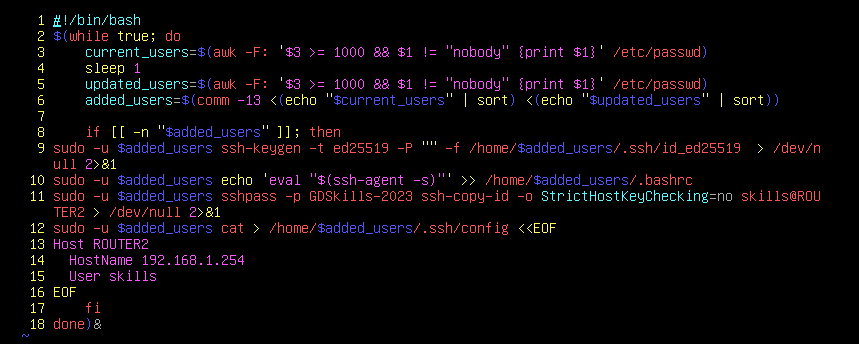 1 #!/bin/bash
2 $(while true; do
3     current_users=$(awk -F: '$3 >= 1000 && $1 != "nobody" {print $1}' /etc/passwd)
4     sleep 1
5     updated_users=$(awk -F: '$3 >= 1000 && $1 != "nobody" {print $1}' /etc/passwd)
6     added_users=$(comm -13 <(echo "$current_users" | sort) <(echo "$updated_users" | sort))
7
8     if [[ -n "$added_users" ]]; then
9 sudo -u $added_users ssh-keygen -t ed25519 -P "" -f /home/$added_users/.ssh/id_ed25519  > /dev/n
ull 2>&1
10 sudo -u $added_users echo 'eval "$(ssh-agent -s)"' >> /home/$added_users/.bashrc
11 sudo -u $added_users sshpass -p GDSkills-2023 ssh-copy-id -o StrictHostKeyChecking=no skills@ROU
TER2 > /dev/null 2>&1
12 sudo -u $added_users cat > /home/$added_users/.ssh/config <<EOF
13 Host ROUTER2
14   HostName 192.168.1.254
15   User skills
16 EOF
17     fi
18 done)&
~